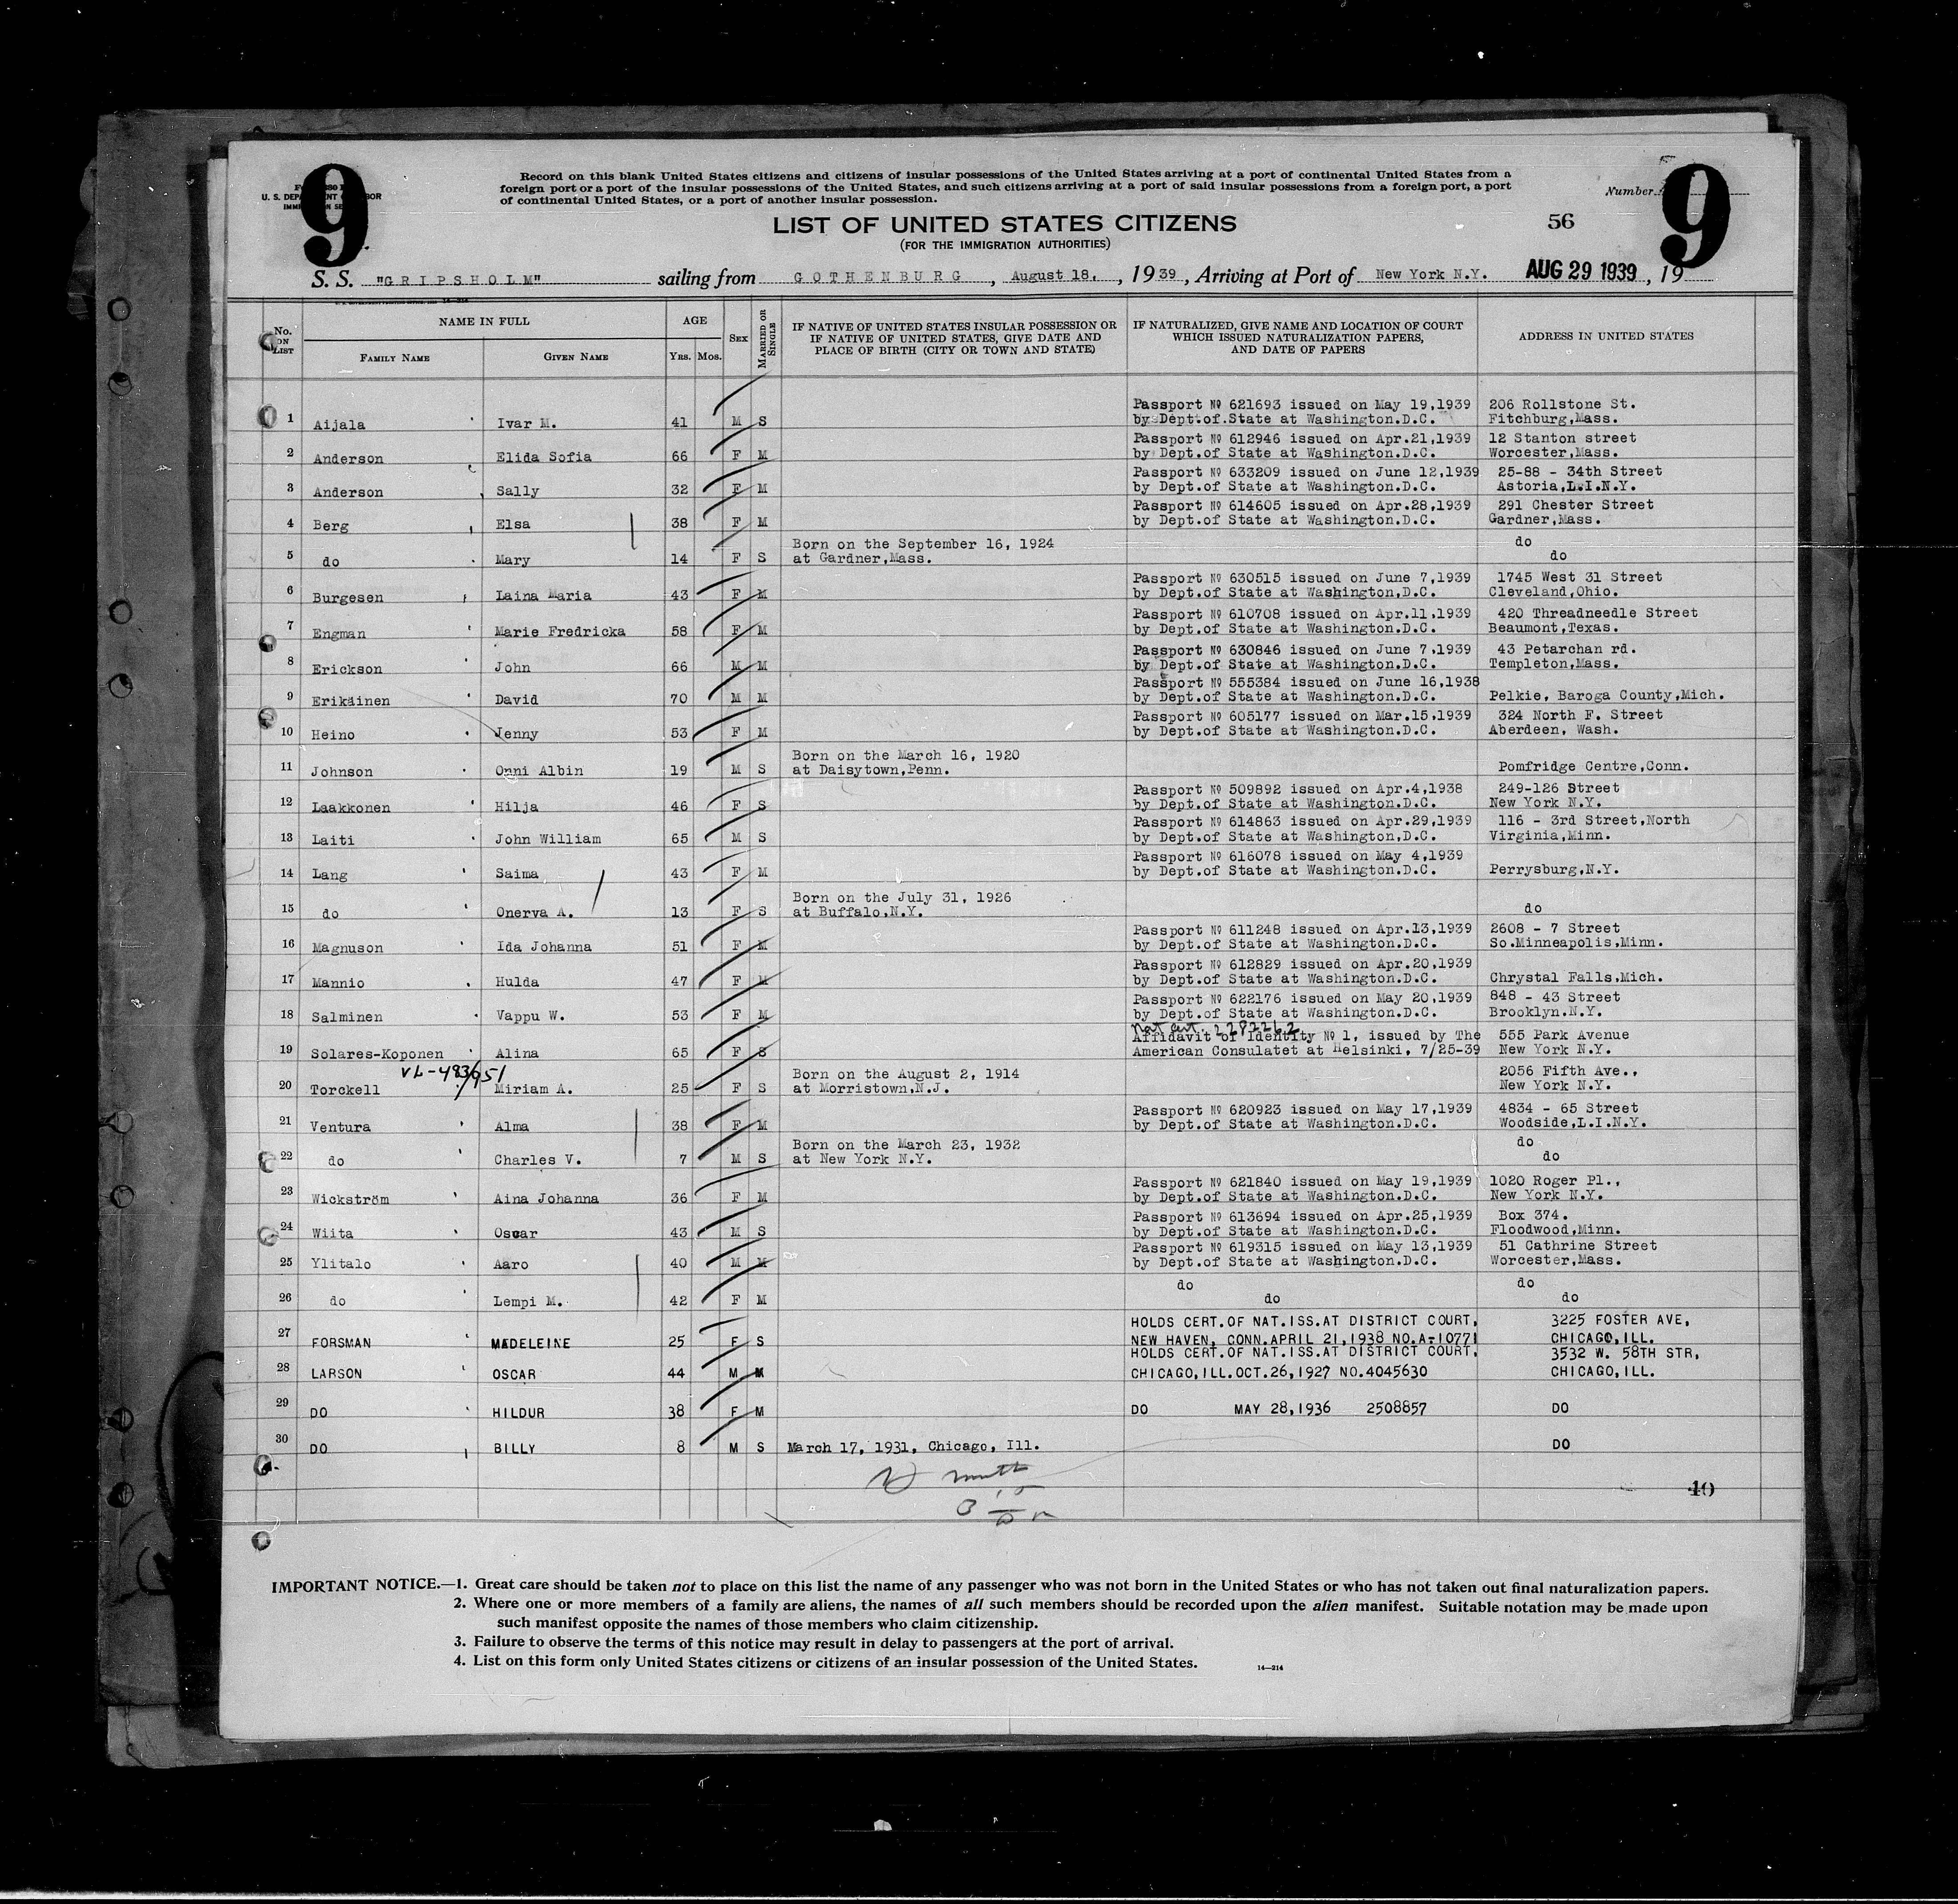 9
U. S. DEPARTMENT OF LABOR
Record on this blank United States citizens and citizens of insular possessions of the United States arriving at a port of continental United States from a
foreign port or a port of the insular possessions of the United States, and such citizens arriving at a port of said insular possessions from a foreign port, a port
of continental United States, or a port of another insular possession.
Number
9
LIST OF UNITED STATES CITIZENS
56
(FOR THE IMMIGRATION AUTHORITIES)
S. S. "GRIPSHOLM" sailing from GOTHENBURG, August 18, 1939, Arriving at Port of New York N.Y. AUG 29 1939, 19
No. ON LIST
NAME IN FULL
FAMILY NAME GIVEN NAME
AGE
YRS. MOS.
SEX
MARRIED OR SINGLE
IF NATIVE OF UNITED STATES INSULAR POSSESSION OR
IF NATIVE OF UNITED STATES, GIVE DATE AND
PLACE OF BIRTH (CITY OR TOWN AND STATE)
IF NATURALIZED, GIVE NAME AND LOCATION OF COURT
WHICH ISSUED NATURALIZATION PAPERS,
AND DATE OF PAPERS
ADDRESS IN UNITED STATES
Passport № 621693 issued on May 19,1939 206 Rollstone St.
1 Aijala Ivar M. 41 M S by Dept.of.State at Washington.D.C. Fitchburg,Mass.
Passport № 612946 issued on Apr.21,1939 12 Stanton street
2 Anderson Elida Sofia 66 F M by Dept.of State at Washington.D.C. Worcester,Mass.
Passport № 633209 issued on June 12,1939 25-88 - 34th Street
3 Anderson Sally 32 F M by Dept.of State at Washington.D.C. Astoria,L.I.N.Y.
Passport № 614605 issued on Apr.28,1939 291 Chester Street
4 Berg Elsa 38 F M by Dept.of State at Washington.D.C. Gardner,Mass.
Born on the September 16, 1924 do
5 do Mary 14 F S at Gardner,Mass. do
Passport № 630515 issued on June 7,1939 1745 West 31 Street
6 Burgesen Laina Maria 43 F M by Dept.of State at Washington,D.C. Cleveland,Ohio.
Passport № 610708 issued on Apr.11,1939 420 Threadneedle Street
7 Engman Marie Fredricka 58 F M by Dept.of State at Washington.D.C. Beaumont,Texas.
Passport № 630846 issued on June 7,1939 43 Petarchan rd.
8 Erickson John 66 M M by Dept.of State at Washington.D.C. Templeton,Mass.
Passport № 555384 issued on June 16,1938
9 Erikäinen David 70 M M by Dept.of State at Washington.D.C. Pelkie, Baroga County,Mich.
Passport № 605177 issued on Mar.15,1939 324 North F. Street
10 Heino Jenny 53 F M by Dept.of State at Washington.D.C. Aberdeen, Wash.
Born on the March 16, 1920
11 Johnson Onni Albin 19 M S at Daisytown,Penn. Pomfridge Centre,Conn.
Passport № 509892 issued on Apr.4,1938 249-126 Street
12 Laakkonen Hilja 46 F S by Dept.of State at Washington.D.C. New York N.Y.
Passport № 614863 issued on Apr.29,1939 116 - 3rd Street,North
13 Laiti John William 65 M S by Dept.of State at Washington,D.C. Virginia,Minn.
Passport № 616078 issued on May 4,1939
14 Lang Saima 43 F M by Dept.of State at Washington.D.C. Perrysburg,N.Y.
Born on the July 31, 1926
15 do Onerva A. 13 F S at Buffalo,N.Y. do
Passport № 611248 issued on Apr.13,1939 2608 - 7 Street
16 Magnuson Ida Johanna 51 F M by Dept.of State at Washington.D.C. So.Minneapolis,Minn.
Passport № 612829 issued on Apr.20,1939
17 Mannio Hulda 47 F M by Dept.of State at Washington.D.C. Chrystal Falls,Mich.
Passport № 622176 issued on May 20,1939 848 - 43 Street
18 Salminen Vappu W. 53 F M by Dept.of State at Washington.D.C. Brooklyn.N.Y.
Nat cert. 2282262
Affidavit of Identity № 1, issued by The 555 Park Avenue
19 Solares-Koponen Alina 65 F S American Consulatet at Helsinki, 7/25-39 New York N.Y.
VL-483651
Born on the August 2, 1914 2056 Fifth Ave.,
20 Torckell Miriam A. 25 F S at Morristown,N.J. New York N.Y.
Passport № 620923 issued on May 17,1939 4834 - 65 Street
21 Ventura Alma 38 F M by Dept.of State at Washington.D.C. Woodside,L.I.N.Y.
Born on the March 23, 1932 do
22 do Charles V. 7 M S at New York N.Y. do
Passport № 621840 issued on May 19,1939 1020 Roger Pl.,
23 Wickström Aina Johanna 36 F M by Dept.of State at Washington.D.C. New York N.Y.
Passport № 613694 issued on Apr.25,1939 Box 374.
24 Wiita Oscar 43 M S by Dept.of State at Washington.D.C. Floodwood,Minn.
Passport № 619315 issued on May 13,1939 51 Cathrine Street
25 Ylitalo Aaro 40 M M by Dept.of State at Washington.D.C. Worcester,Mass.
do do
26 do Lempi M. 42 F M do do
HOLDS CERT.OF NAT.ISS.AT DISTRICT COURT, 3225 FOSTER AVE,
27 FORSMAN MADELEINE 25 F S NEW HAVEN, CONN.APRIL 21,1938 NO.A-10771 CHICAGO,ILL.
HOLDS CERT.OF NAT.ISS.AT DISTRICT COURT, 3532 W. 58TH STR,
28 LARSON OSCAR 44 M M CHICAGO,ILL.OCT.26,1927 NO.4045630 CHICAGO,ILL.
29 DO HILDUR 38 F M DO MAY 28,1936 2508857 DO
30 DO BILLY 8 M S March 17, 1931, Chicago, Ill. DO
40
IMPORTANT NOTICE.—1. Great care should be taken not to place on this list the name of any passenger who was not born in the United States or who has not taken out final naturalization papers.
2. Where one or more members of a family are aliens, the names of all such members should be recorded upon the alien manifest. Suitable notation may be made upon
such manifest opposite the names of those members who claim citizenship.
3. Failure to observe the terms of this notice may result in delay to passengers at the port of arrival.
4. List on this form only United States citizens or citizens of an insular possession of the United States.
14—214